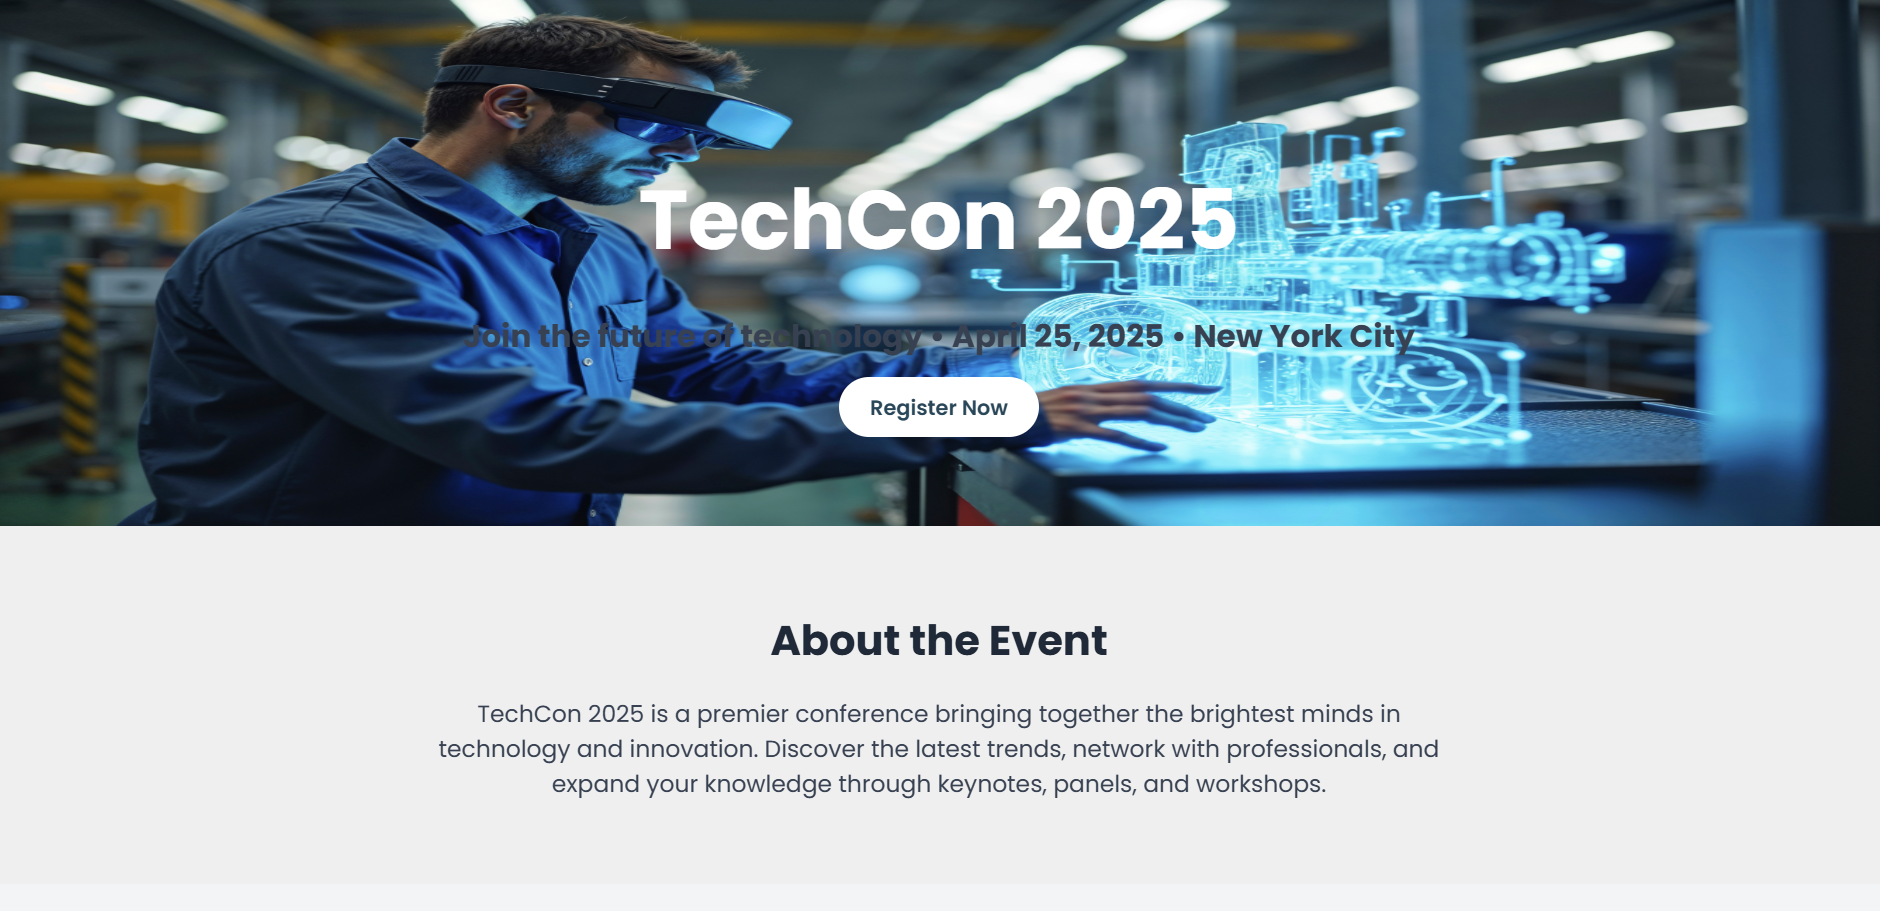 TechCon 2025
Join the future of technology • April 25, 2025 • New York City
Register Now
About the Event
TechCon 2025 is a premier conference bringing together the brightest minds in
technology and innovation. Discover the latest trends, network with professionals, and
expand your knowledge through keynotes, panels, and workshops.